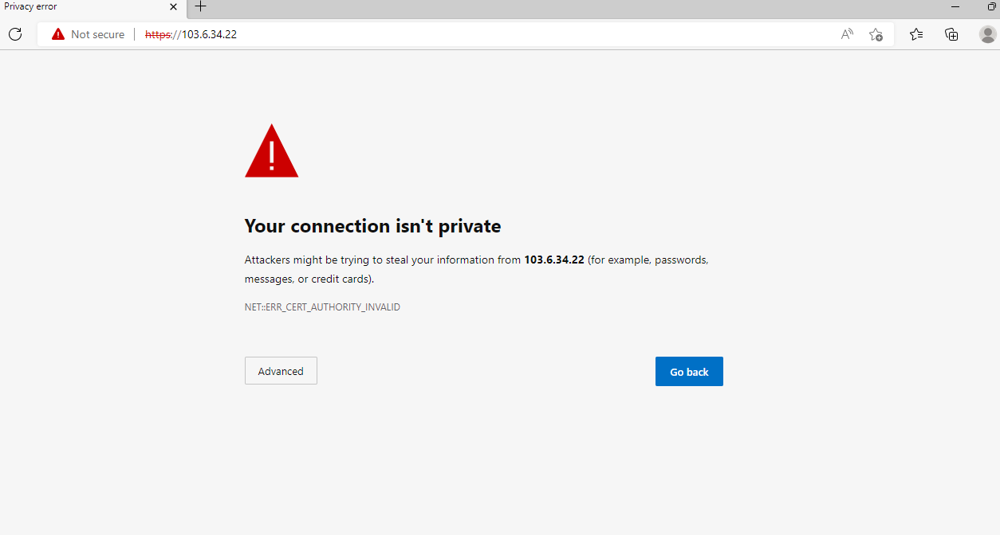 Privacy error
Not secure
https://103.6.34.22
A
Your connection isn't private
Attackers might be trying to steal your information from 103.6.34.22 (for example, passwords,
messages, or credit cards).
NET::ERR_CERT_AUTHORITY_INVALID
Advanced
Go back